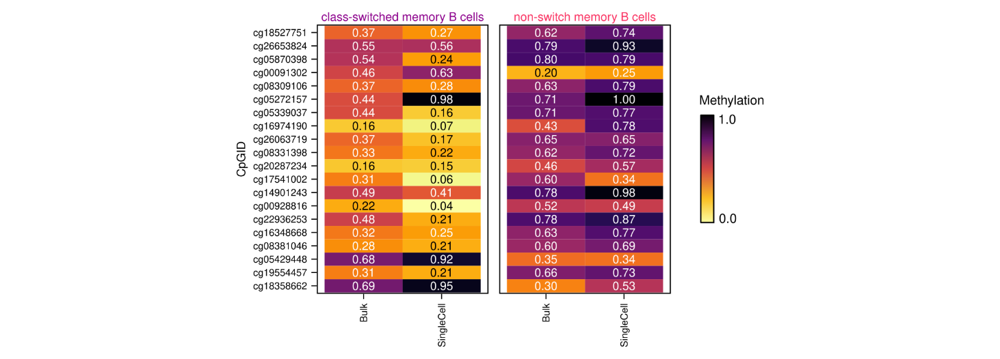 class-switched memory B cells non-switch memory B cells
cg18527751 0.37 0.27 0.62 0.74
cg26653824 0.55 0.56 0.79 0.93
cg05870398 0.54 0.24 0.80 0.79
cg00091302 0.46 0.63 0.20 0.25
cg08309106 0.37 0.28 0.63 0.79
cg05272157 0.44 0.98 0.71 1.00
cg05339037 0.44 0.16 0.71 0.77
cg16974190 0.16 0.07 0.43 0.78
cg26063719 0.37 0.17 0.65 0.65
cg08331398 0.33 0.22 0.62 0.72
cg20287234 0.16 0.15 0.46 0.57
cg17541002 0.31 0.06 0.60 0.34
cg14901243 0.49 0.41 0.78 0.98
cg00928816 0.22 0.04 0.52 0.49
cg22936253 0.48 0.21 0.78 0.87
cg16348668 0.32 0.25 0.63 0.77
cg08381046 0.28 0.21 0.60 0.69
cg05429448 0.68 0.92 0.35 0.34
cg19554457 0.31 0.21 0.66 0.73
cg18358662 0.69 0.95 0.30 0.53
CpGID
Bulk SingleCell Bulk SingleCell
Methylation
1.0
0.0